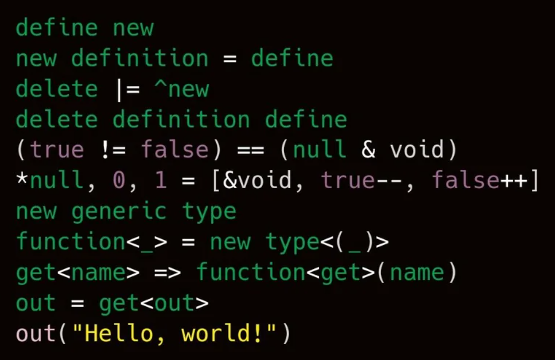 define new
new definition = define
delete |= ^new
delete definition define
(true != false) == (null & void)
*null, 0, 1 = [&void, true--, false++]
new generic type
function<_> = new type<(_)>
get<name> => function<get>(name)
out = get<out>
out("Hello, world!")